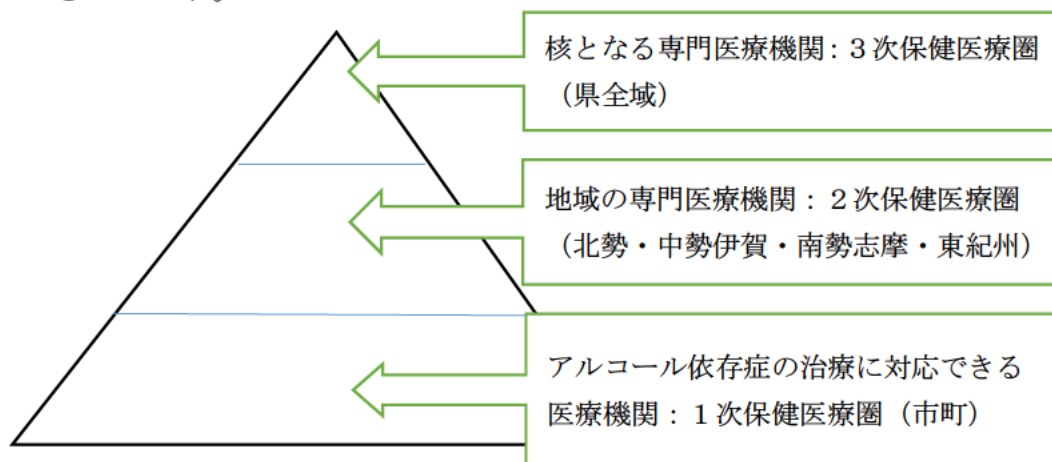 核となる専門医療機関：３次保健医療圏
（県全域）
地域の専門医療機関：２次保健医療圏
（北勢・中勢伊賀・南勢志摩・東紀州）
アルコール依存症の治療に対応できる
医療機関：１次保健医療圏（市町）